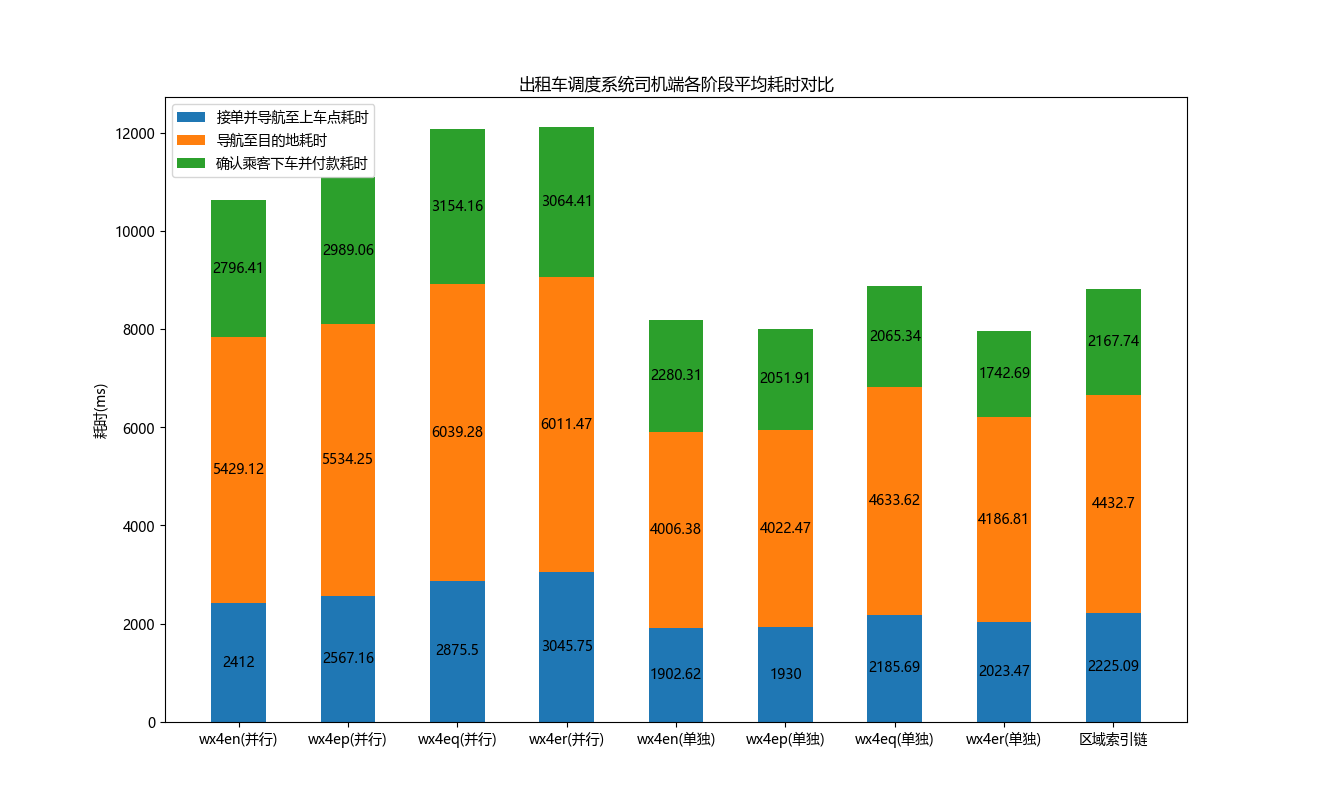 出租车调度系统司机端各阶段平均耗时对比
接单并导航至上车点耗时
导航至目的地耗时
确认乘客下车并付款耗时
耗时(ms)
12000
10000
8000
6000
4000
2000
0
2796.41
2989.06
3154.16
3064.41
2280.31
2051.91
2065.34
1742.69
2167.74
5429.12
5534.25
6039.28
6011.47
4006.38
4022.47
4633.62
4186.81
4432.7
2412
2567.16
2875.5
3045.75
1902.62
1930
2185.69
2023.47
2225.09
wx4en(并行)
wx4ep(并行)
wx4eq(并行)
wx4er(并行)
wx4en(单独)
wx4ep(单独)
wx4eq(单独)
wx4er(单独)
区域索引链